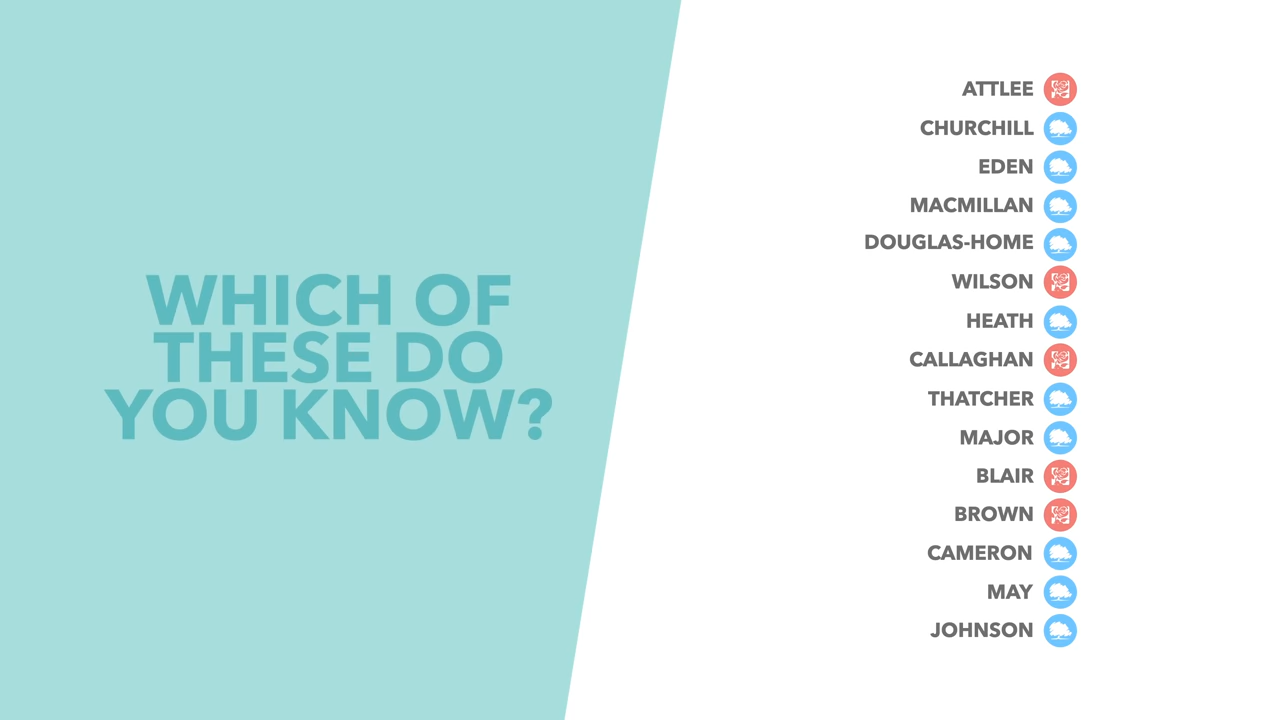 WHICH OF
THESE DO
YOU KNOW?
ATTLEE
CHURCHILL
EDEN
MACMILLAN
DOUGLAS-HOME
WILSON
HEATH
CALLAGHAN
THATCHER
MAJOR
BLAIR
BROWN
CAMERON
MAY
JOHNSON